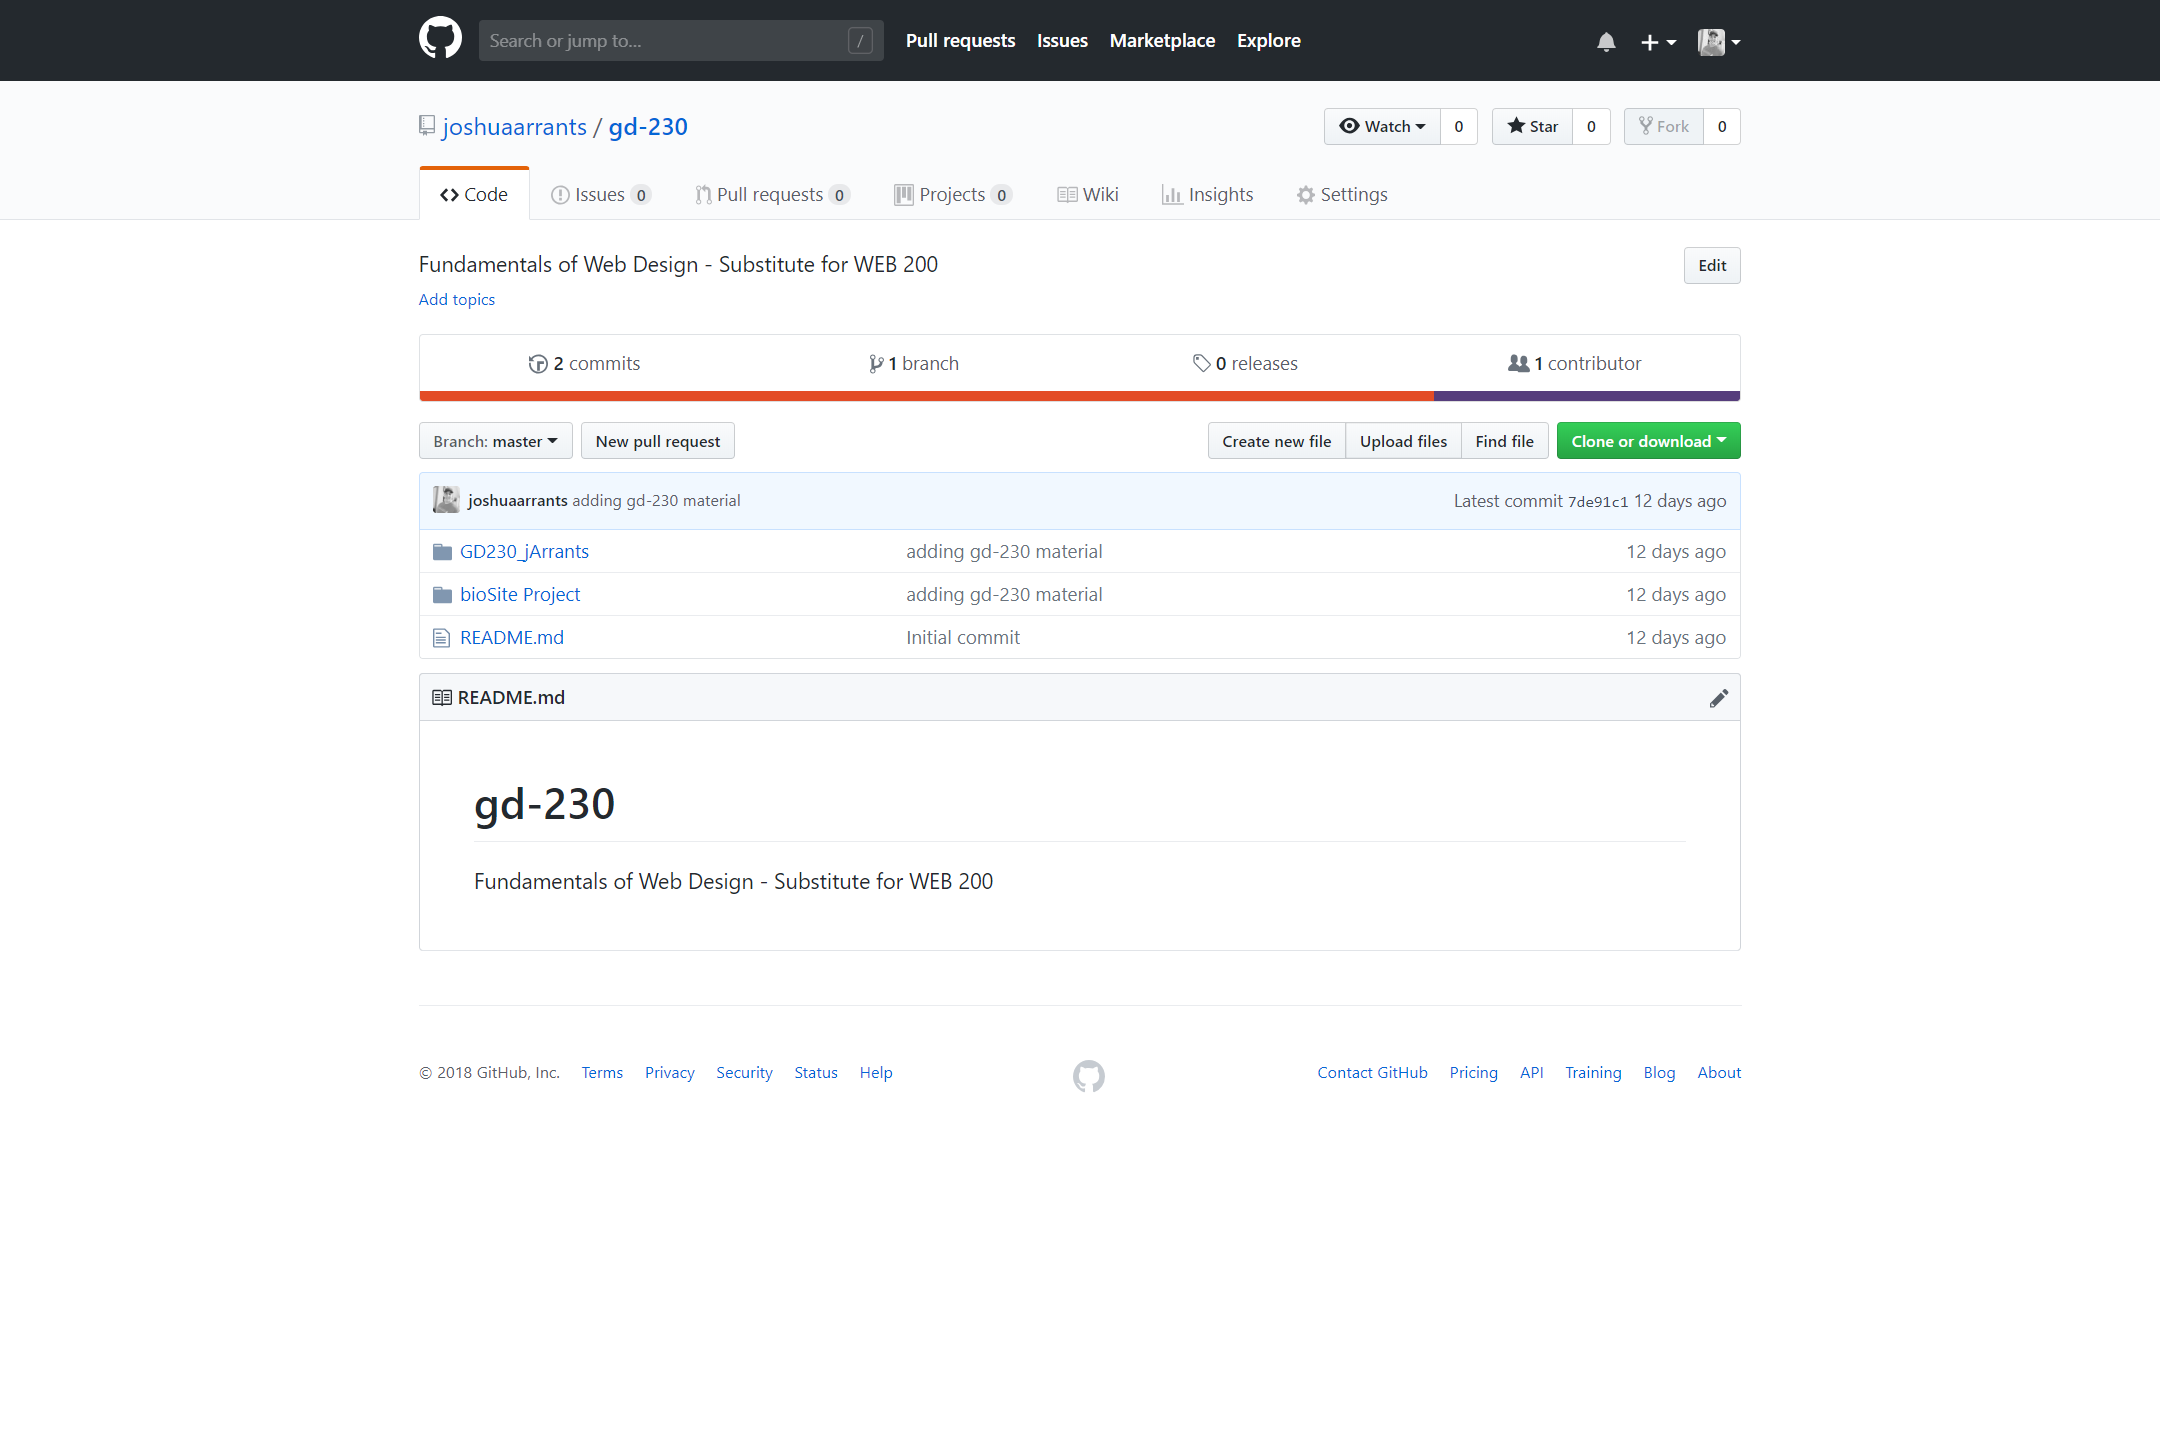 Search or jump to... / Pull requests Issues Marketplace Explore
joshuaarrants / gd-230 Watch 0 Star 0 Fork 0
Code Issues 0 Pull requests 0 Projects 0 Wiki Insights Settings
Fundamentals of Web Design - Substitute for WEB 200 Edit
Add topics
2 commits 1 branch 0 releases 1 contributor
Branch: master New pull request Create new file Upload files Find file Clone or download
joshuaarrants adding gd-230 material Latest commit 7de91c1 12 days ago
GD230_jArrants adding gd-230 material 12 days ago
bioSite Project adding gd-230 material 12 days ago
README.md Initial commit 12 days ago
README.md
gd-230
Fundamentals of Web Design - Substitute for WEB 200
© 2018 GitHub, Inc. Terms Privacy Security Status Help Contact GitHub Pricing API Training Blog About